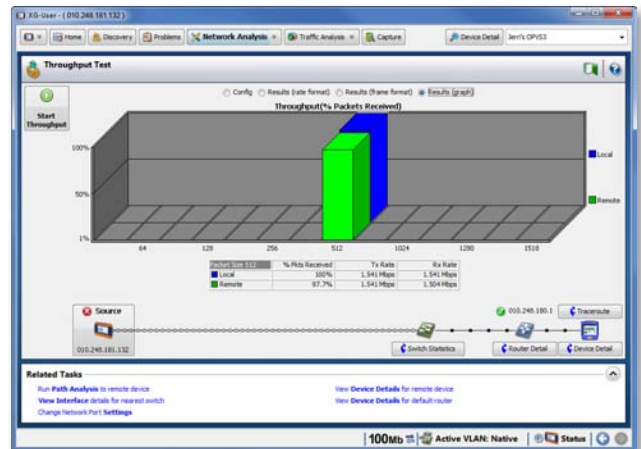 XG-User - ( 010.248.181.132 )
Home Discovery Problems Network Analysis Traffic Analysis Capture Device Detail Jerri's OPVS3
Throughput Test
Config Results (rate format) Results (frame format) Results (graph)
Start Throughput
Throughput(% Packets Received)
100%
50%
1%
64 128 256 512 1024 1280 1518
Local
Remote
Packet Size 512 % Pkts Received Tx Rate Rx Rate
Local 100% 1.541 Mbps 1.541 Mbps
Remote 97.7% 1.541 Mbps 1.504 Mbps
Source
010.248.181.132
010.248.180.1
Traceroute
Switch Statistics
Router Detail
Device Detail
Related Tasks
Run Path Analysis to remote device
View Device Details for remote device
View Interface details for nearest switch
View Device Details for default router
Change Network Port Settings
100Mb Active VLAN: Native Status